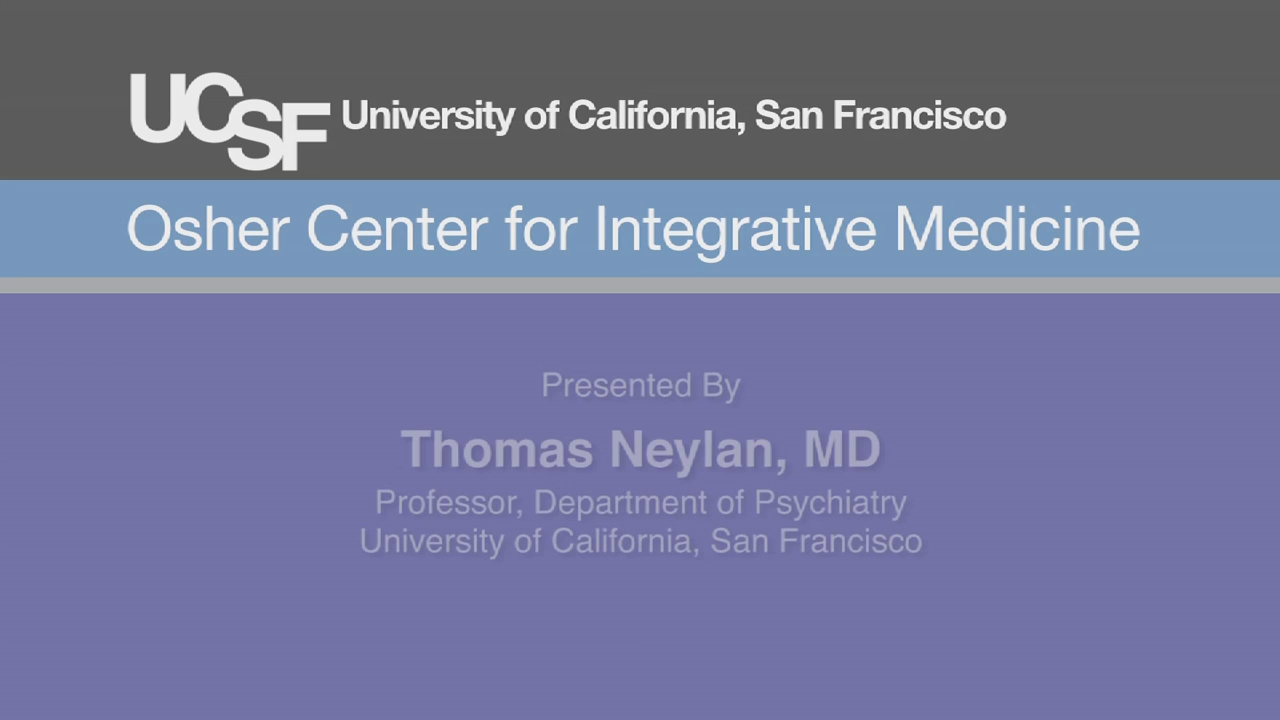 UCSF University of California, San Francisco
Osher Center for Integrative Medicine
Presented By
Thomas Neylan, MD
Professor, Department of Psychiatry
University of California, San Francisco